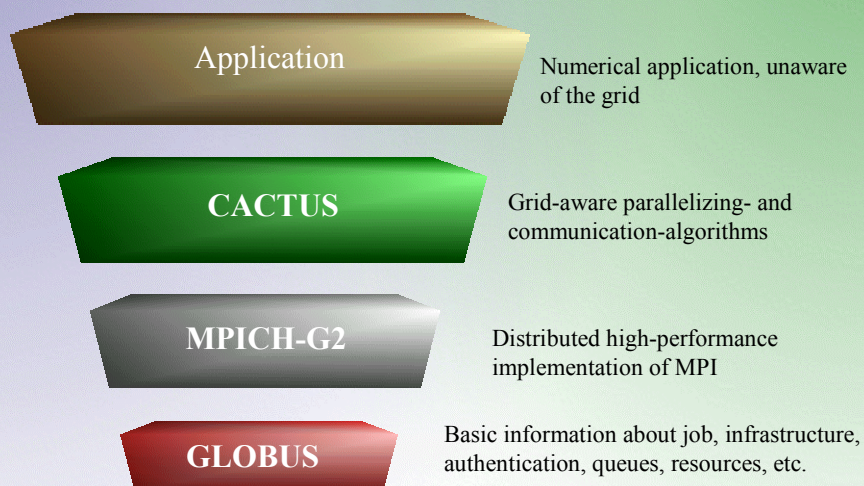 Application
Numerical application, unaware
of the grid
CACTUS
Grid-aware parallelizing- and
communication-algorithms
MPICH-G2
Distributed high-performance
implementation of MPI
GLOBUS
Basic information about job, infrastructure,
authentication, queues, resources, etc.